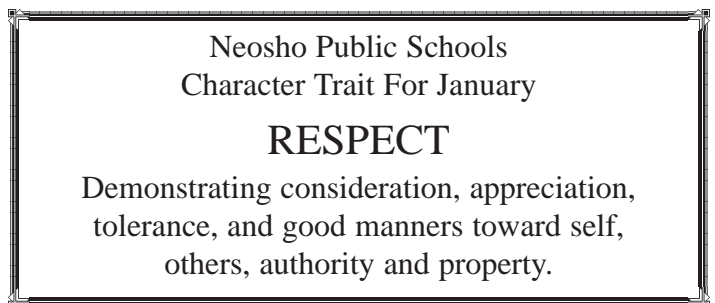 Neosho Public Schools
Character Trait For January
RESPECT
Demonstrating consideration, appreciation,
tolerance, and good manners toward self,
others, authority and property.